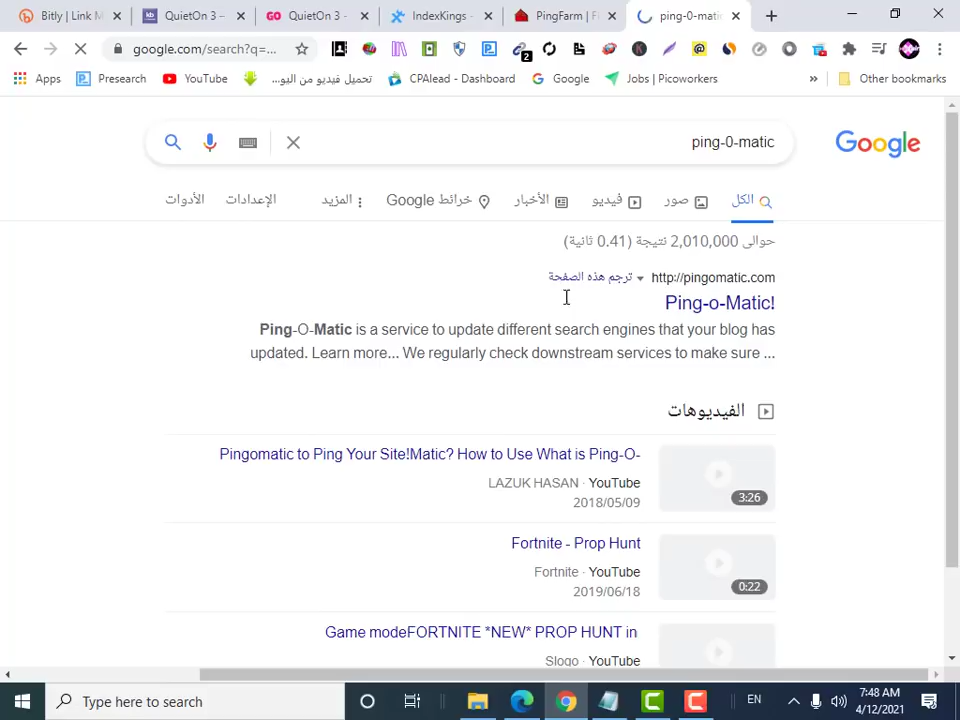 Bitly | Link M
QuietOn 3 –
QuietOn 3 -
IndexKings -
PingFarm | F
ping-0-mati
google.com/search?q=...
2
Apps
Presearch
YouTube
تحميل فيديو من اليو...
CPAlead - Dashboard
Google
Jobs | Picoworkers
»
Other bookmarks
ping-0-matic
Google
الكل
صور
فيديو
الأخبار
خرائط Google
المزيد
الإعدادات
الأدوات
حوالى 2,010,000 نتيجة (0.41 ثانية)
http://pingomatic.com ترجم هذه الصفحة
Ping-o-Matic!
Ping-O-Matic is a service to update different search engines that your blog has
updated. Learn more... We regularly check downstream services to make sure ...
الفيديوهات
Pingomatic to Ping Your Site!Matic? How to Use What is Ping-O-
LAZUK HASAN · YouTube
2018/05/09
3:26
Fortnite - Prop Hunt
Fortnite · YouTube
2019/06/18
0:22
Game modeFORTNITE *NEW* PROP HUNT in
Slogo · YouTube
Type here to search
EN
7:48 AM
4/12/2021